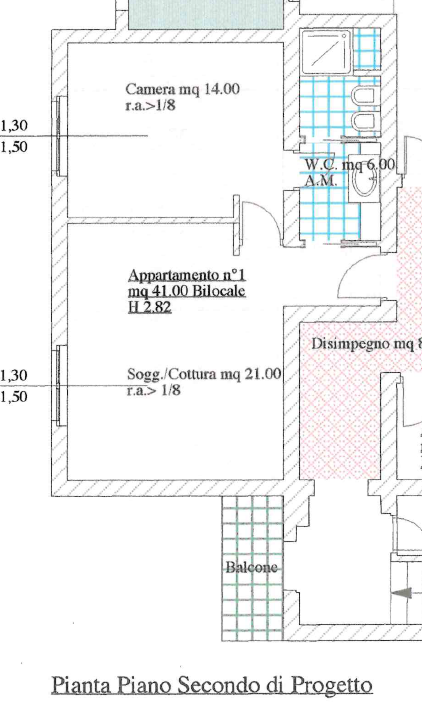 Camera mq 14.00
r.a.>1/8
1,30
1,50
W.C. mq 6.00
A.M.
Appartamento n°1
mq 41.00 Bilocale
H 2.82
Disimpegno mq 8
1,30
1,50
Sogg./Cottura mq 21.00
r.a.> 1/8
Balcone
Pianta Piano Secondo di Progetto